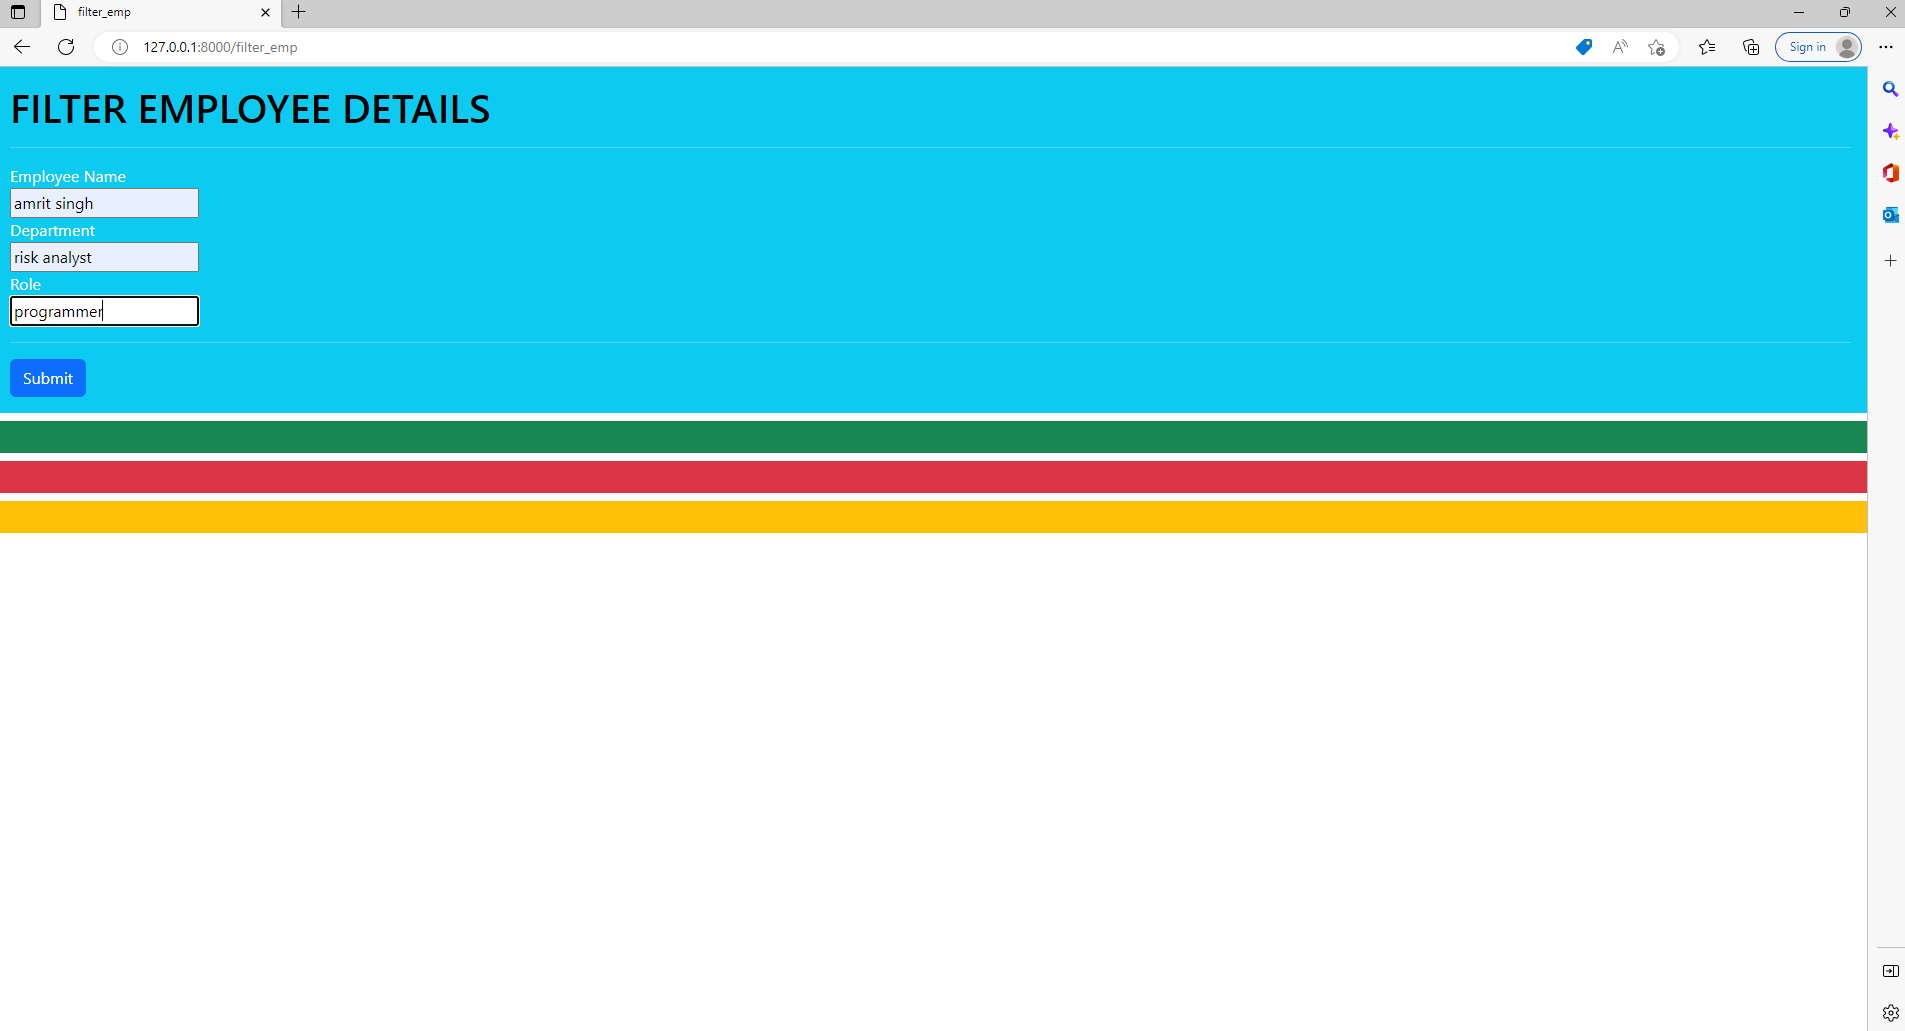 filter_emp
127.0.0.1:8000/filter_emp
Sign in
FILTER EMPLOYEE DETAILS
Employee Name
amrit singh
Department
risk analyst
Role
programmer
Submit